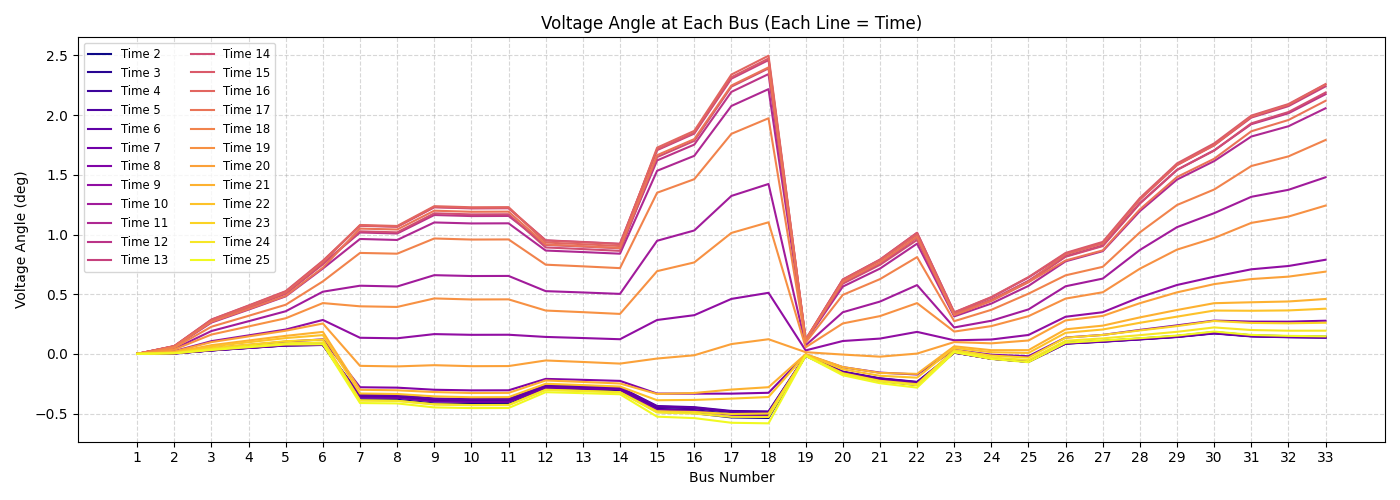 Voltage Angle at Each Bus (Each Line = Time)
Voltage Angle (deg)
2.5
2.0
1.5
1.0
0.5
0.0
−0.5
Time 2
Time 3
Time 4
Time 5
Time 6
Time 7
Time 8
Time 9
Time 10
Time 11
Time 12
Time 13
Time 14
Time 15
Time 16
Time 17
Time 18
Time 19
Time 20
Time 21
Time 22
Time 23
Time 24
Time 25
1 2 3 4 5 6 7 8 9 10 11 12 13 14 15 16 17 18 19 20 21 22 23 24 25 26 27 28 29 30 31 32 33
Bus Number